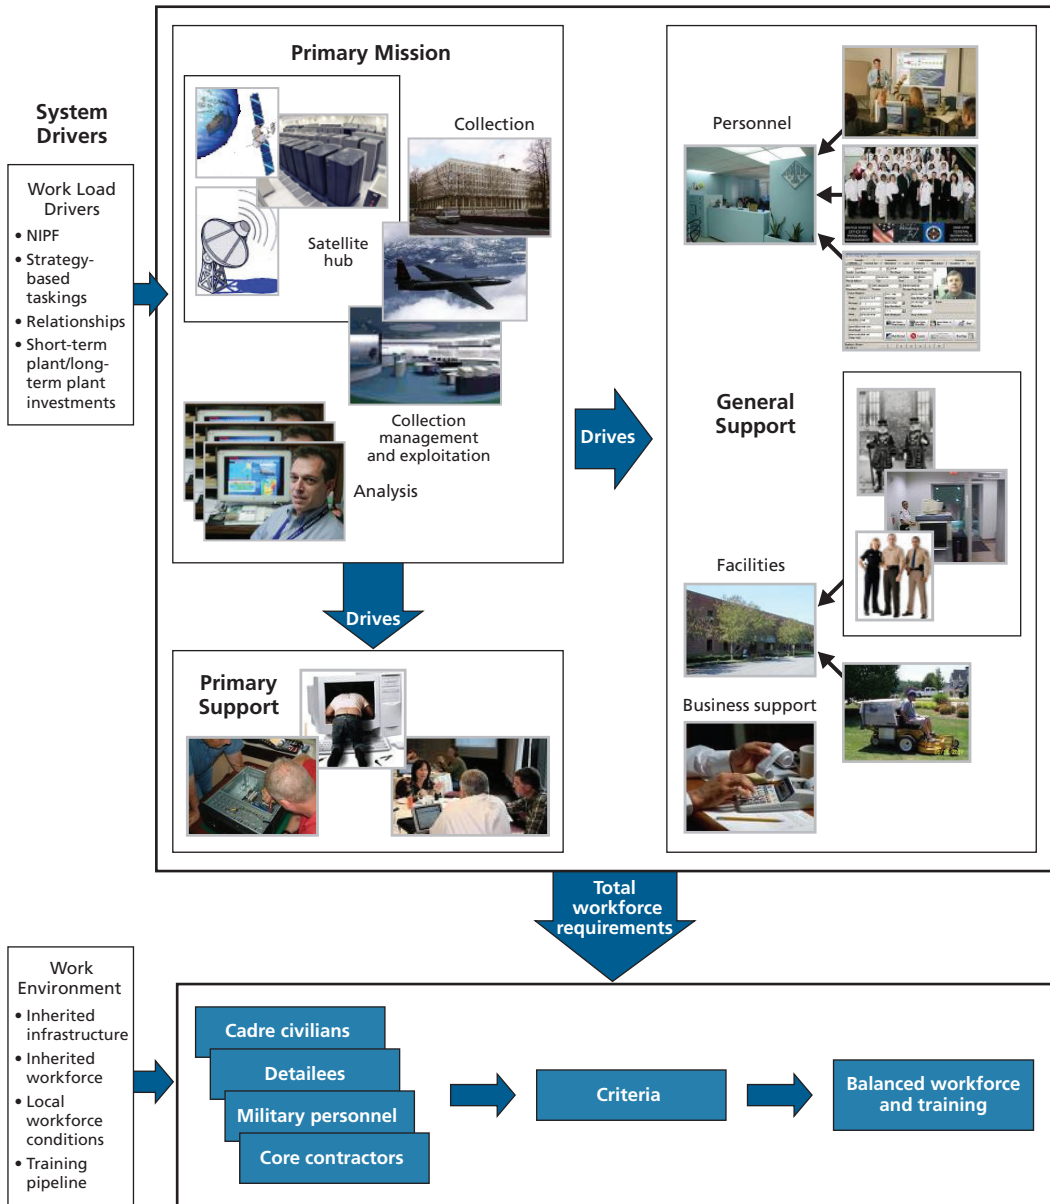 System
Drivers
Work Load
Drivers
• NIPF
• Strategy-
based
taskings
• Relationships
• Short-term
plant/long-
term plant
investments
Primary Mission
Collection
Satellite
hub
Collection
management
and exploitation
Analysis
Drives
Drives
Primary
Support
Personnel
General
Support
Facilities
Business support
Total
workforce
requirements
Work
Environment
• Inherited
infrastructure
• Inherited
workforce
• Local
workforce
conditions
• Training
pipeline
Cadre civilians
Detailees
Military personnel
Core contractors
Criteria
Balanced workforce
and training